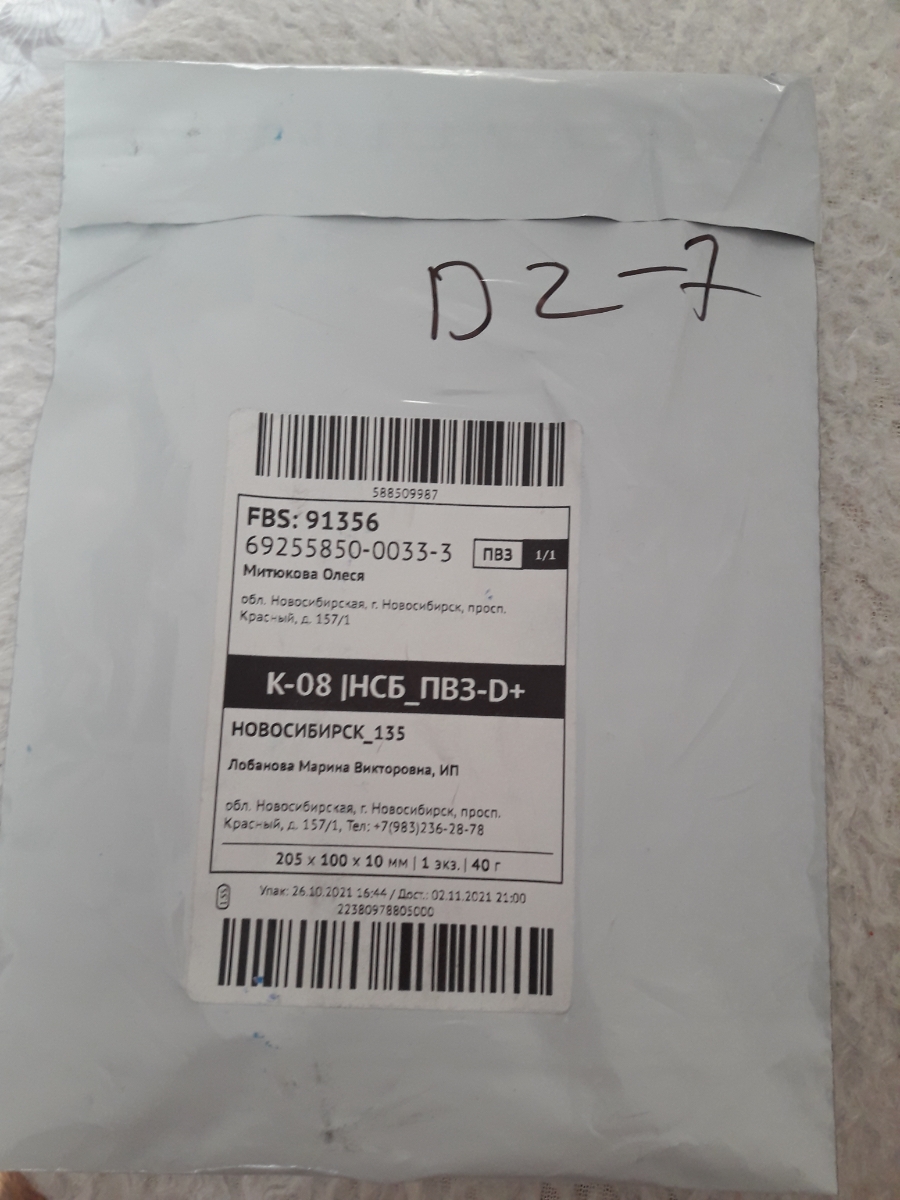 D2-7
588509987
FBS: 91356
69255850-0033-3
ПВЗ 1/1
Митюкова Олеся
обл. Новосибирская, г. Новосибирск, просп.
Красный, д. 157/1
К-08 |НСБ_ПВЗ-D+
НОВОСИБИРСК_135
Лобанова Марина Викторовна, ИП
обл. Новосибирская, г. Новосибирск, просп.
Красный, д. 157/1, Тел: +7(983)236-28-78
205 x 100 x 10 мм | 1 экз. | 40 г
Упак: 26.10.2021 16:44 / Дост.: 02.11.2021 21:00
22380978805000